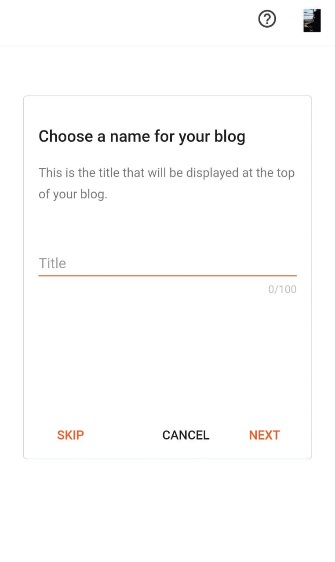 Choose a name for your blog
This is the title that will be displayed at the top
of your blog.
Title
0/100
SKIP CANCEL NEXT